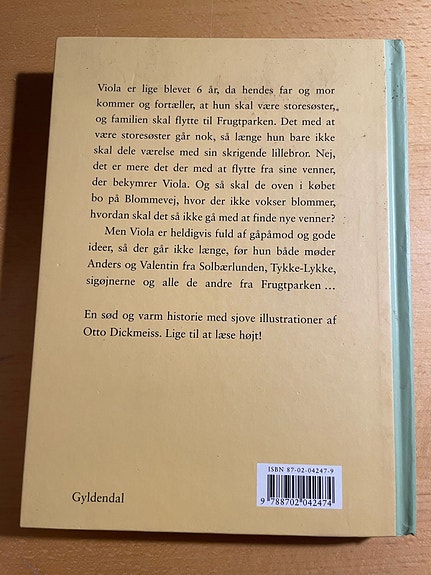 Viola er lige blevet 6 år, da hendes far og mor
kommer og fortæller, at hun skal være storesøster,
og familien skal flytte til Frugtparken. Det med at
være storesøster går nok, så længe hun bare ikke
skal dele værelse med sin skrigende lillebror. Nej,
det er mere det der med at flytte fra sine venner,
der bekymrer Viola. Og så skal de oven i købet
bo på Blommevej, hvor der ikke vokser blommer,
hvordan skal det så ikke gå med at finde nye venner?
Men Viola er heldigvis fuld af gåpåmod og gode
ideer, så der går ikke længe, før hun både møder
Anders og Valentin fra Solbærlunden, Tykke-Lykke,
sigøjnerne og alle de andre fra Frugtparken ...
En sød og varm historie med sjove illustrationer af
Otto Dickmeiss. Lige til at læse højt!
ISBN 87-02-04247-9
9 788702 042474
Gyldendal